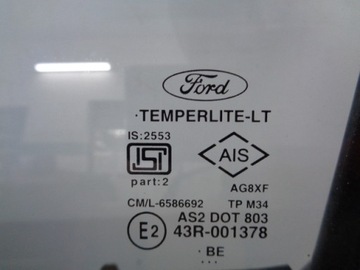 Ford
·TEMPERLITE-LT
IS:2553
ISI
AIS
part:2
AG8XF
CM/L-6586692 TP M34
E2
AS2 DOT 803
43R-001378
· BE